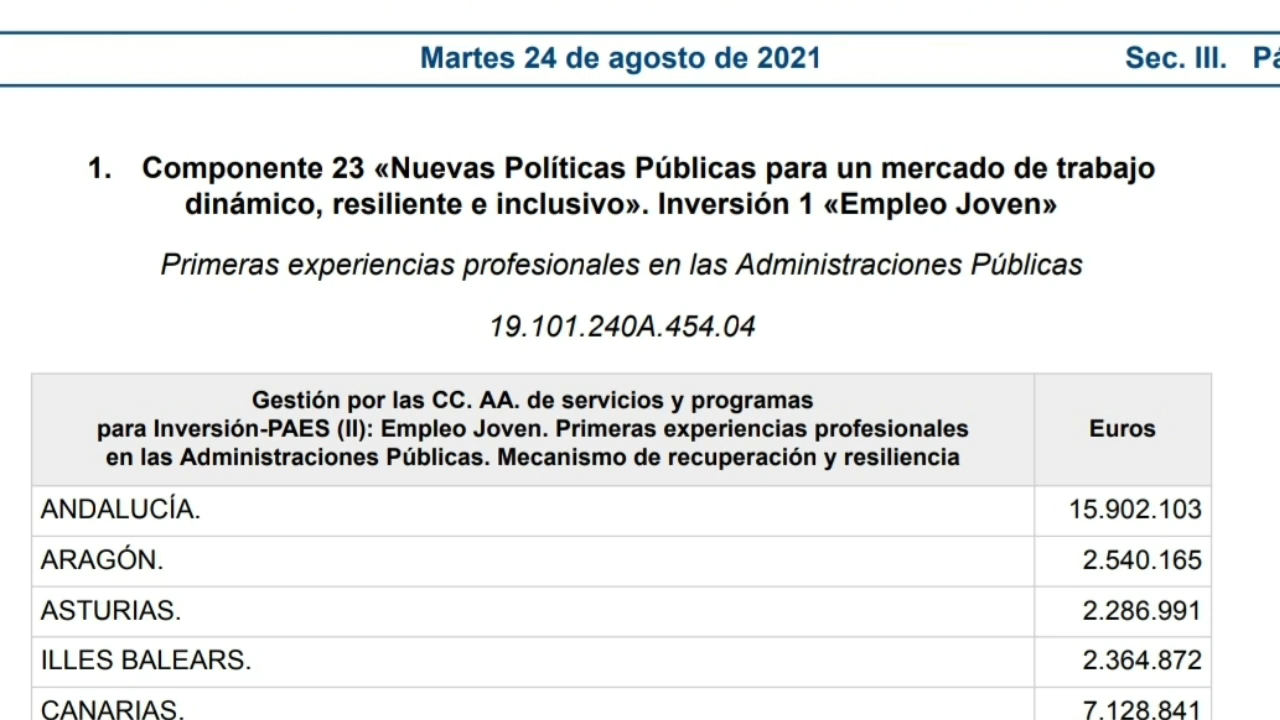 Martes 24 de agosto de 2021 Sec. III.
1. Componente 23 «Nuevas Políticas Públicas para un mercado de trabajo
dinámico, resiliente e inclusivo». Inversión 1 «Empleo Joven»
Primeras experiencias profesionales en las Administraciones Públicas
19.101.240A.454.04
Gestión por las CC. AA. de servicios y programas
para Inversión-PAES (II): Empleo Joven. Primeras experiencias profesionales
en las Administraciones Públicas. Mecanismo de recuperación y resiliencia
Euros
ANDALUCÍA. 15.902.103
ARAGÓN. 2.540.165
ASTURIAS. 2.286.991
ILLES BALEARS. 2.364.872
CANARIAS. 7.128.841